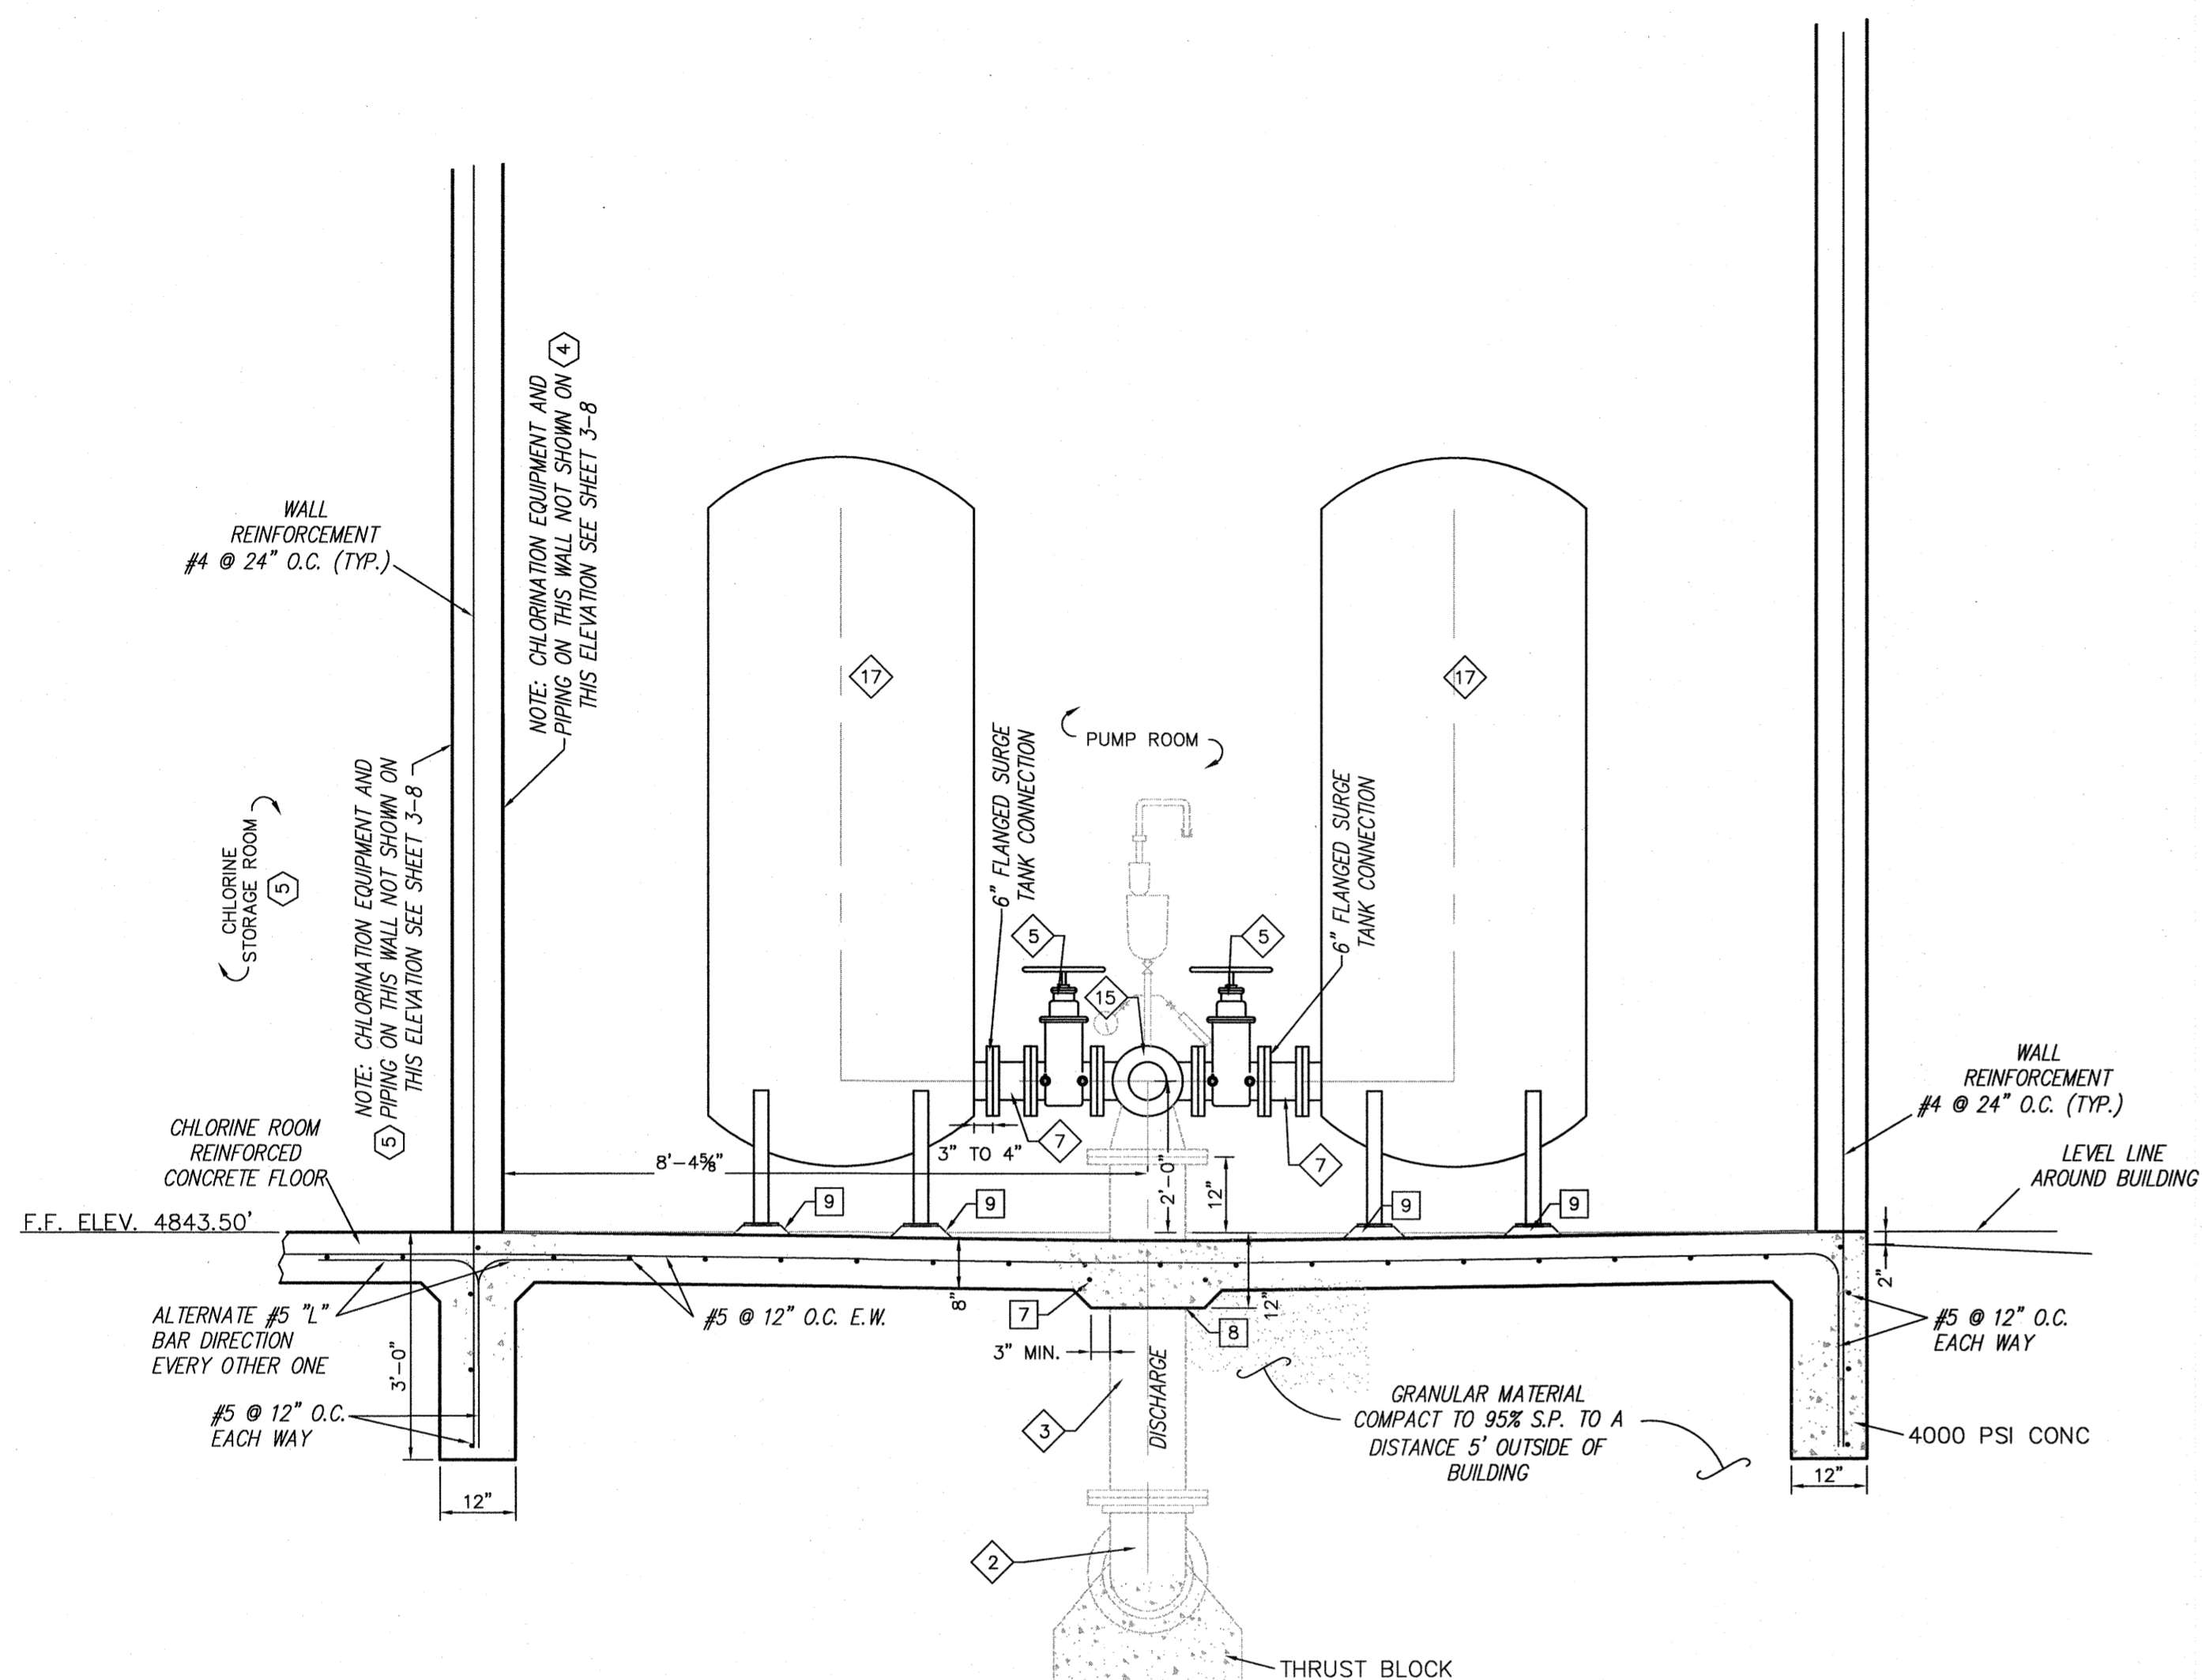 WALL
REINFORCEMENT
#4 @ 24" O.C. (TYP.)
NOTE: CHLORINATION EQUIPMENT AND
PIPING ON THIS WALL NOT SHOWN ON 4
THIS ELEVATION SEE SHEET 3-8
17
17
PUMP ROOM
6" FLANGED SURGE
TANK CONNECTION
6" FLANGED SURGE
TANK CONNECTION
CHLORINE
STORAGE ROOM
5
NOTE: CHLORINATION EQUIPMENT AND
5 PIPING ON THIS WALL NOT SHOWN ON
THIS ELEVATION SEE SHEET 3-8
5
5
15
7
7
3" TO 4"
8'-4⅝"
2'-0"
12"
WALL
REINFORCEMENT
#4 @ 24" O.C. (TYP.)
LEVEL LINE
AROUND BUILDING
CHLORINE ROOM
REINFORCED
CONCRETE FLOOR
F.F. ELEV. 4843.50'
9
9
9
9
8"
12"
2"
ALTERNATE #5 "L"
BAR DIRECTION
EVERY OTHER ONE
3'-0"
#5 @ 12" O.C. E.W.
7
8
3" MIN.
DISCHARGE
3
#5 @ 12" O.C.
EACH WAY
12"
GRANULAR MATERIAL
COMPACT TO 95% S.P. TO A
DISTANCE 5' OUTSIDE OF
BUILDING
#5 @ 12" O.C.
EACH WAY
4000 PSI CONC
12"
2
THRUST BLOCK